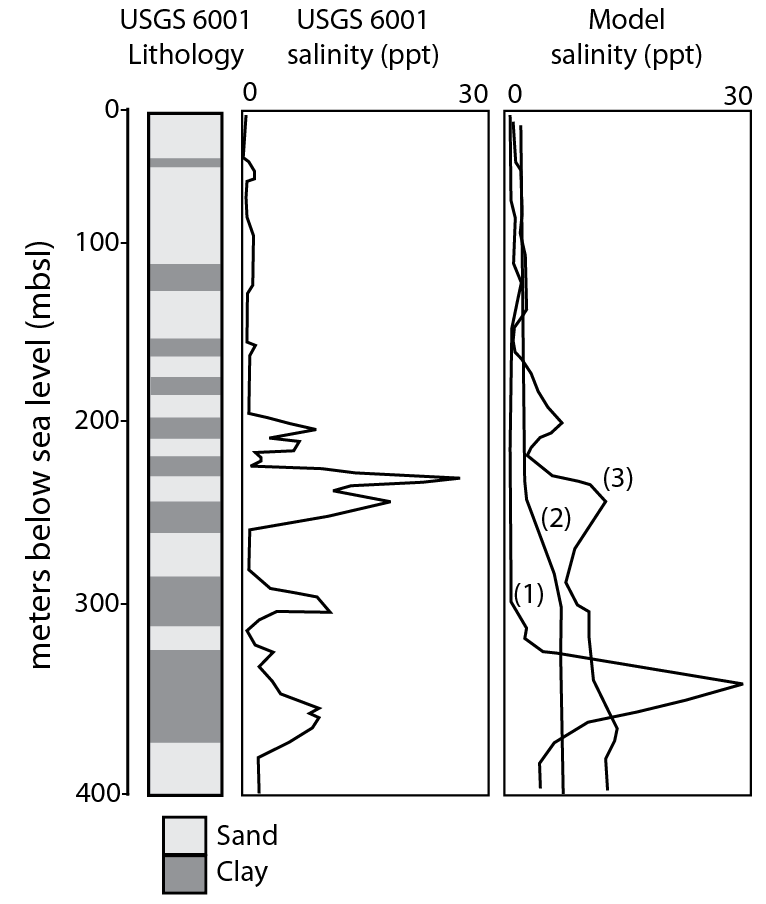 USGS 6001
Lithology
USGS 6001
salinity (ppt)
Model
salinity (ppt)
0
30
0
30
0
100
200
300
400
meters below sea level (mbsl)
(3)
(2)
(1)
Sand
Clay